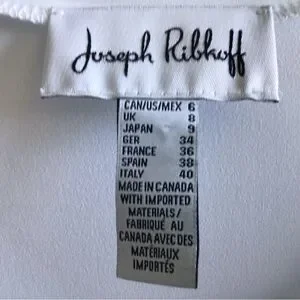 Joseph Ribkoff
CAN/US/MEX 6
UK 8
JAPAN 9
GER 34
FRANCE 36
SPAIN 38
ITALY 40
MADE IN CANADA
WITH IMPORTED
MATERIALS/
FABRIQUÉ AU
CANADA AVEC DES
MATÉRIAUX
IMPORTÉS